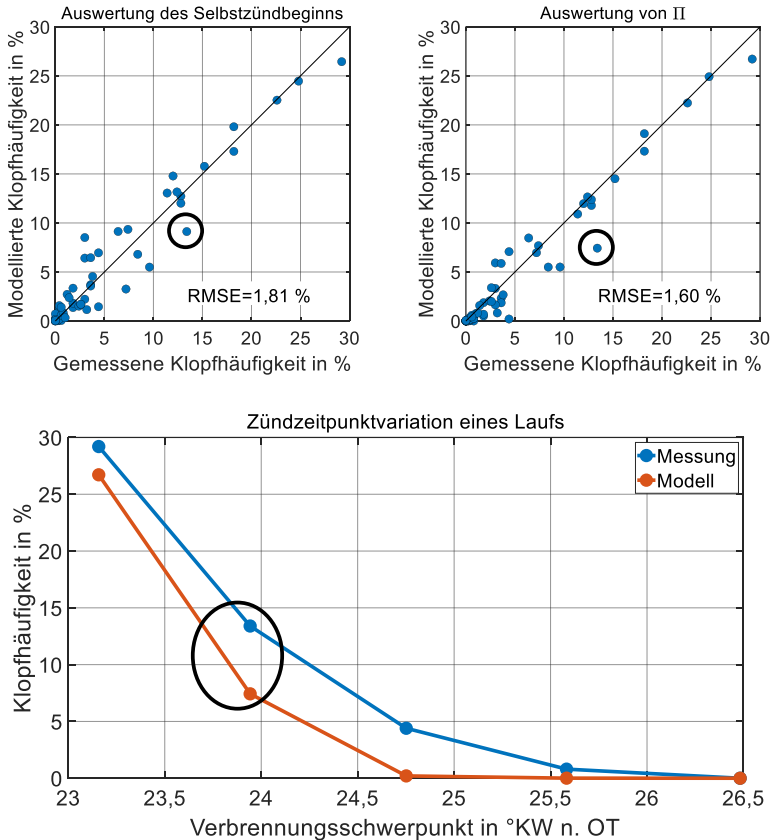 Auswertung des Selbstzündbeginns
Modellierte Klopfhäufigkeit in %
30
25
20
15
10
5
0
RMSE=1,81 %
0 5 10 15 20 25 30
Gemessene Klopfhäufigkeit in %
Auswertung von Π
Modellierte Klopfhäufigkeit in %
30
25
20
15
10
5
0
RMSE=1,60 %
0 5 10 15 20 25 30
Gemessene Klopfhäufigkeit in %
Zündzeitpunktvariation eines Laufs
Klopfhäufigkeit in %
30
25
20
15
10
5
0
Messung
Modell
23 23,5 24 24,5 25 25,5 26 26,5
Verbrennungsschwerpunkt in °KW n. OT